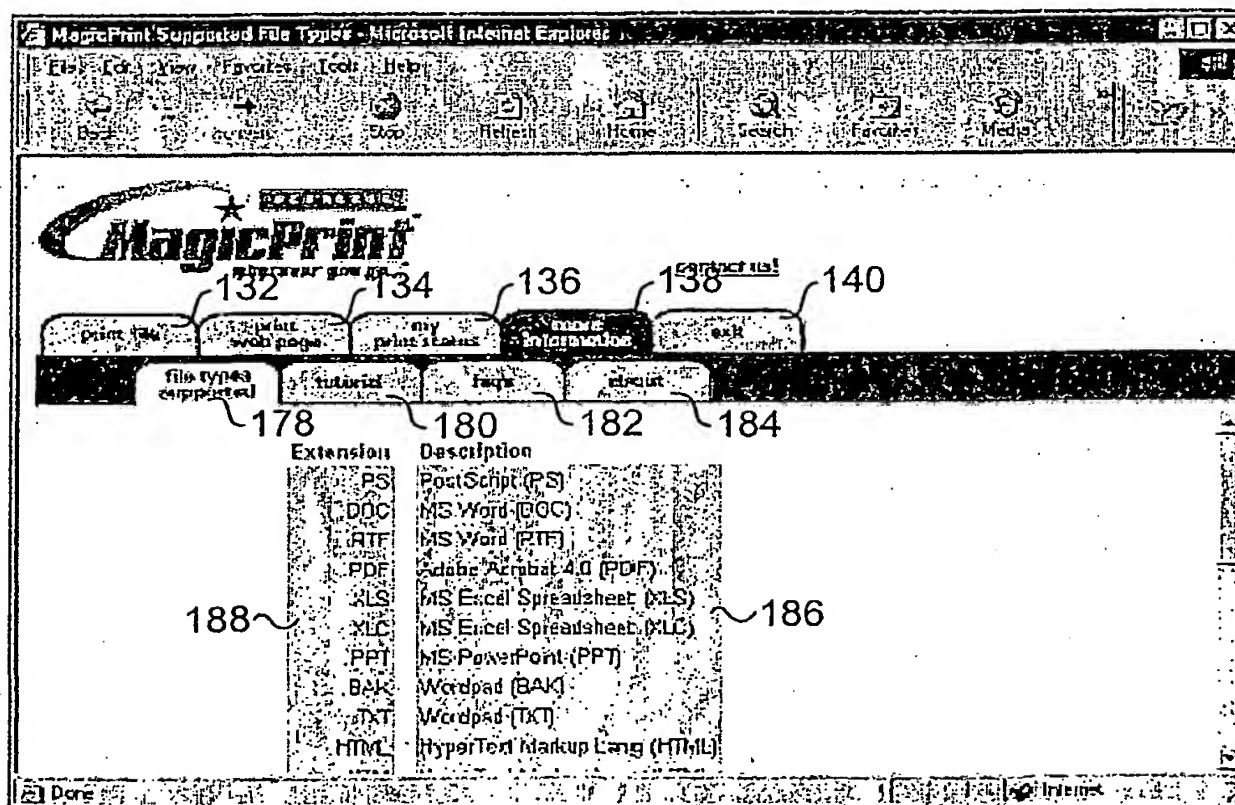 MagicPrint Supported File Types - Microsoft Internet Explorer
File Edit View Favorites Tools Help
Back Stop Refresh Home Search Favorites Media
MagicPrint™
wherever you go™
contact us!
132 134 136 138 140
print file
print web page
my print status
more information
exit
file types supported
tutorial
faqs
about
178 180 182 184
Extension Description
PS PostScript (PS)
DOC MS Word (DOC)
RTF MS Word (RTF)
PDF Adobe Acrobat 4.0 (PDF)
XLS MS Excel Spreadsheet (XLS)
188 XLC MS Excel Spreadsheet (XLC) 186
PPT MS PowerPoint (PPT)
BAK Wordpad (BAK)
TXT Wordpad (TXT)
HTML HyperText Markup Lang (HTML)
Done Internet